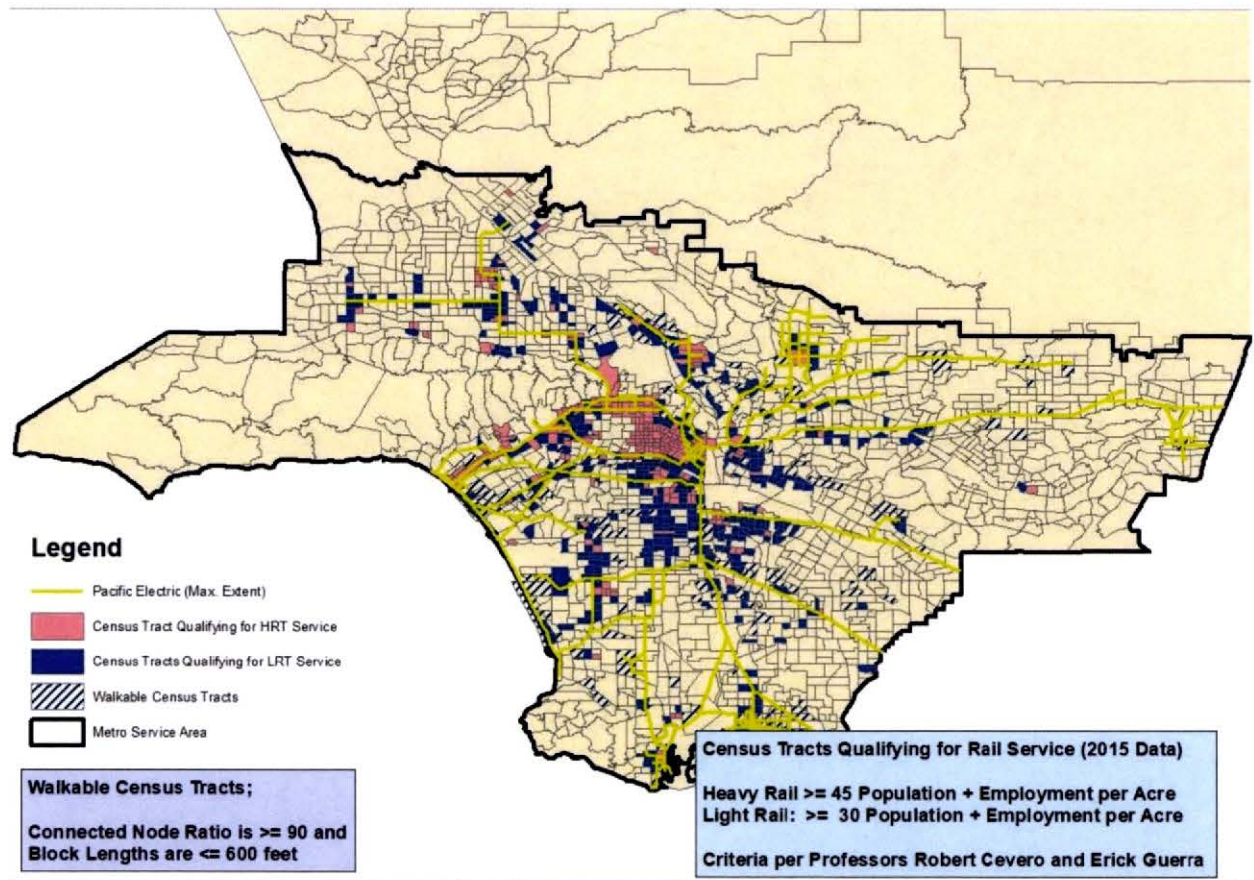 Legend
Pacific Electric (Max. Extent)
Census Tract Qualifying for HRT Service
Census Tracts Qualifying for LRT Service
Walkable Census Tracts
Metro Service Area
Walkable Census Tracts;
Connected Node Ratio is >= 90 and
Block Lengths are <= 600 feet
Census Tracts Qualifying for Rail Service (2015 Data)
Heavy Rail >= 45 Population + Employment per Acre
Light Rail: >= 30 Population + Employment per Acre
Criteria per Professors Robert Cevero and Erick Guerra